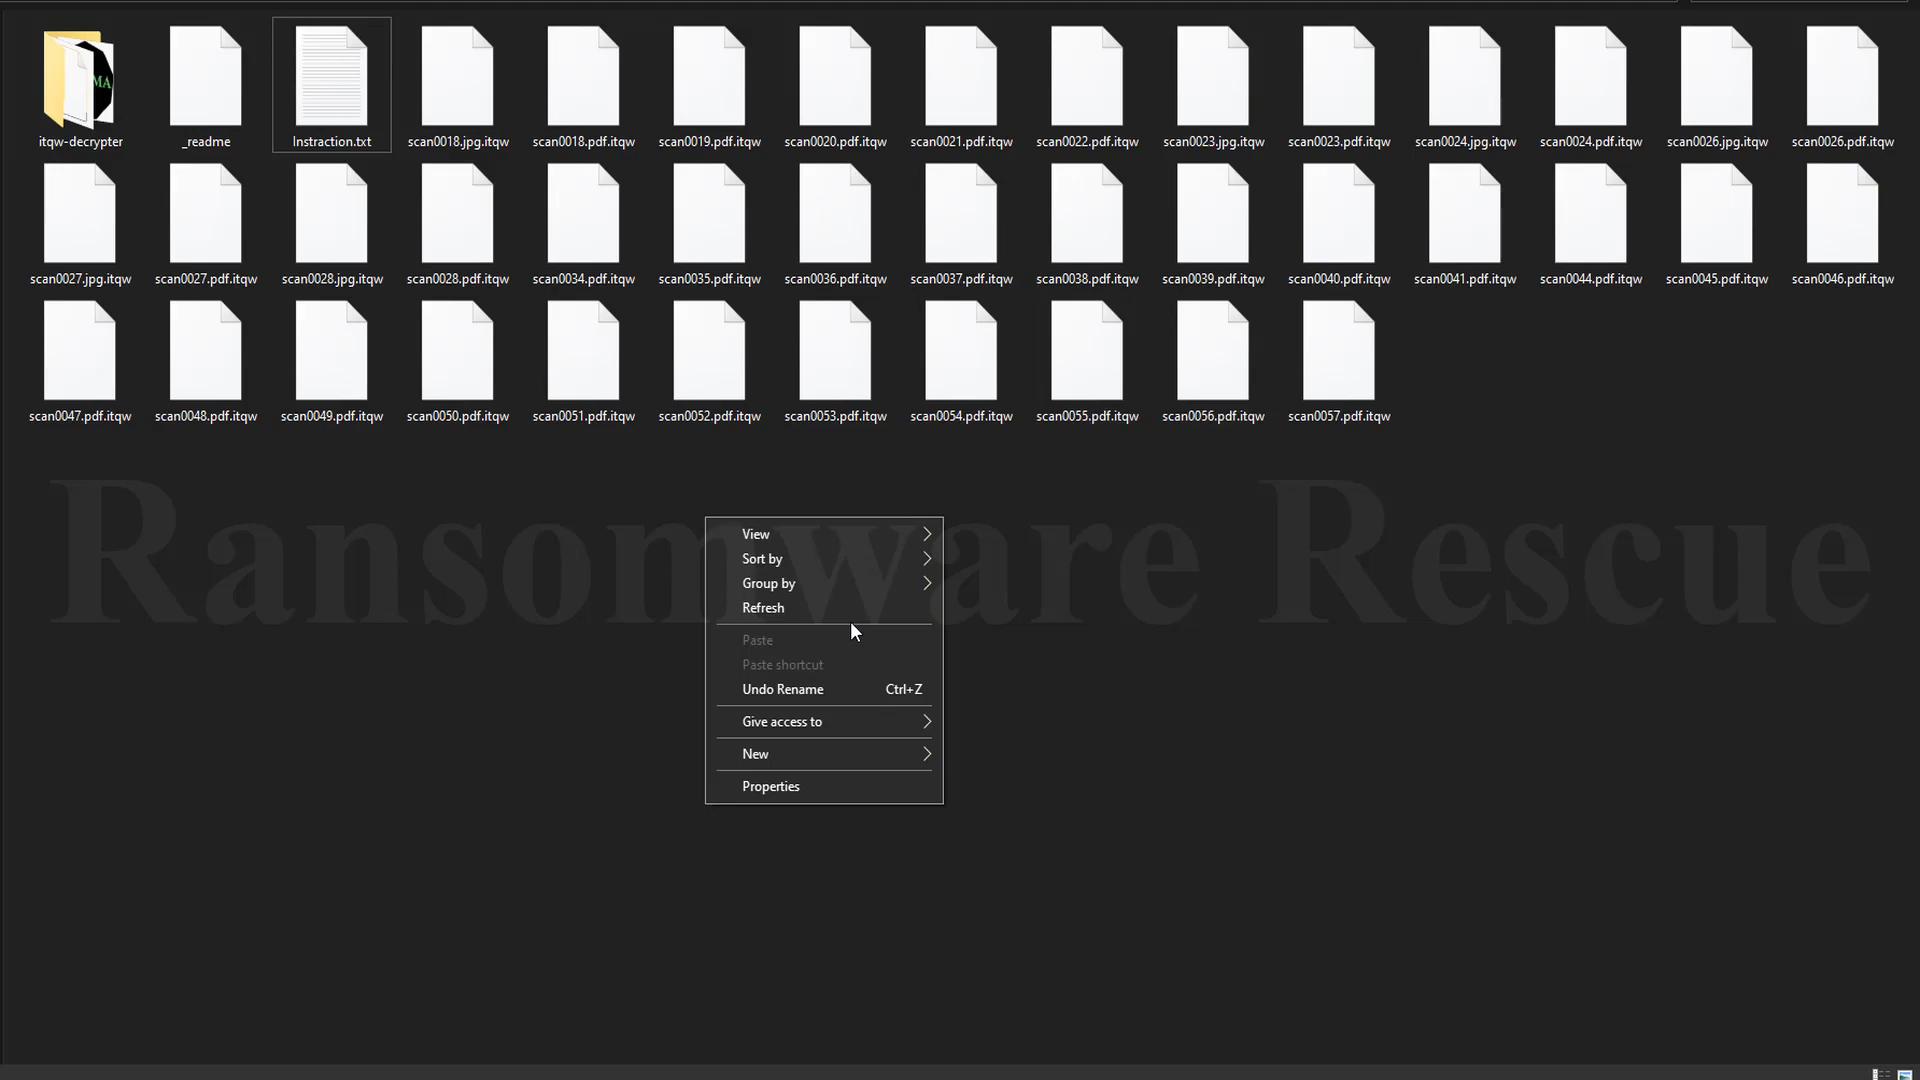 MA
itqw-decrypter
_readme
Instraction.txt
scan0018.jpg.itqw
scan0018.pdf.itqw
scan0019.pdf.itqw
scan0020.pdf.itqw
scan0021.pdf.itqw
scan0022.pdf.itqw
scan0023.jpg.itqw
scan0023.pdf.itqw
scan0024.jpg.itqw
scan0024.pdf.itqw
scan0026.jpg.itqw
scan0026.pdf.itqw
scan0027.jpg.itqw
scan0027.pdf.itqw
scan0028.jpg.itqw
scan0028.pdf.itqw
scan0034.pdf.itqw
scan0035.pdf.itqw
scan0036.pdf.itqw
scan0037.pdf.itqw
scan0038.pdf.itqw
scan0039.pdf.itqw
scan0040.pdf.itqw
scan0041.pdf.itqw
scan0044.pdf.itqw
scan0045.pdf.itqw
scan0046.pdf.itqw
scan0047.pdf.itqw
scan0048.pdf.itqw
scan0049.pdf.itqw
scan0050.pdf.itqw
scan0051.pdf.itqw
scan0052.pdf.itqw
scan0053.pdf.itqw
scan0054.pdf.itqw
scan0055.pdf.itqw
scan0056.pdf.itqw
scan0057.pdf.itqw
Ransomware Rescue
View
Sort by
Group by
Refresh
Paste
Paste shortcut
Undo Rename Ctrl+Z
Give access to
New
Properties